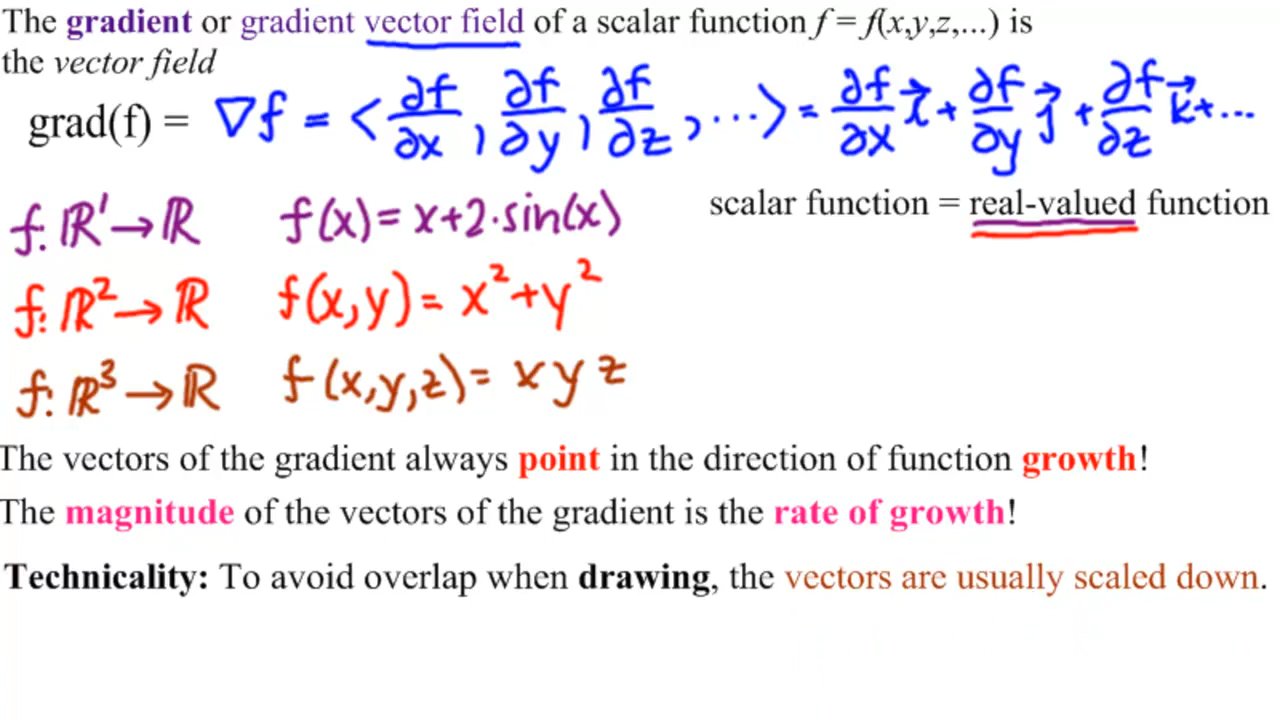 The gradient or gradient vector field of a scalar function f = f(x,y,z,...) is
the vector field
grad(f) = ∇f = <∂f/∂x, ∂f/∂y, ∂f/∂z, ...> = ∂f/∂x i⃗ + ∂f/∂y j⃗ + ∂f/∂z k⃗ + ...
f: ℝ¹ → ℝ f(x) = x+2·sin(x) scalar function = real-valued function
f: ℝ² → ℝ f(x,y) = x²+y²
f: ℝ³ → ℝ f(x,y,z) = x y z
The vectors of the gradient always point in the direction of function growth!
The magnitude of the vectors of the gradient is the rate of growth!
Technicality: To avoid overlap when drawing, the vectors are usually scaled down.